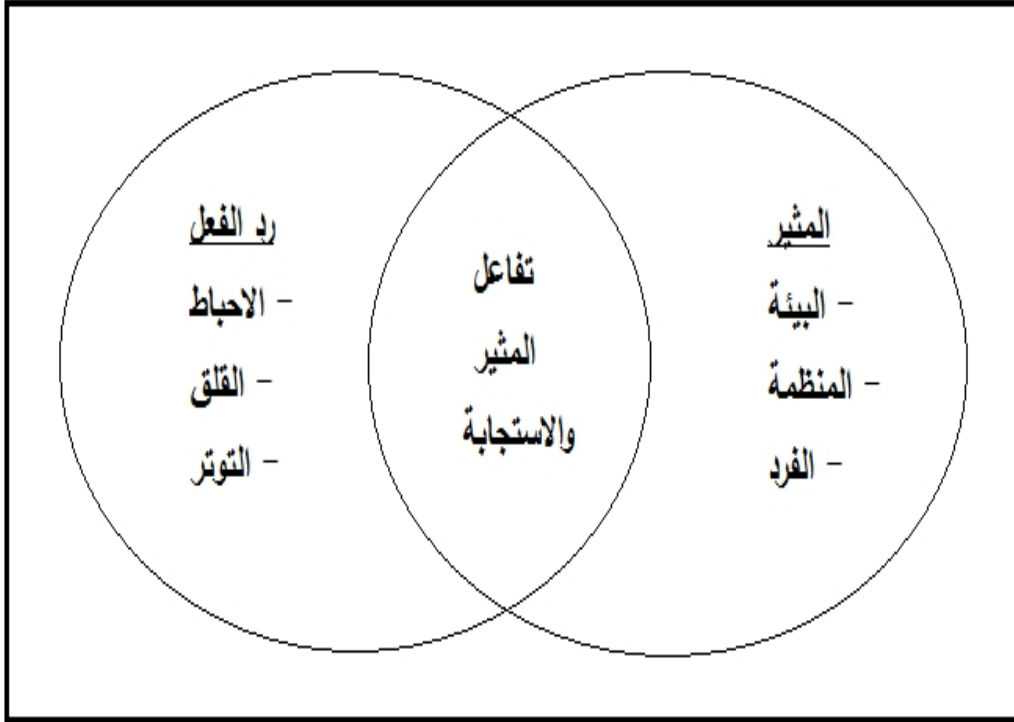 المثير
- البيئة
- المنظمة
- الفرد
تفاعل
المثير
والاستجابة
رد الفعل
- الاحباط
- القلق
- التوتر